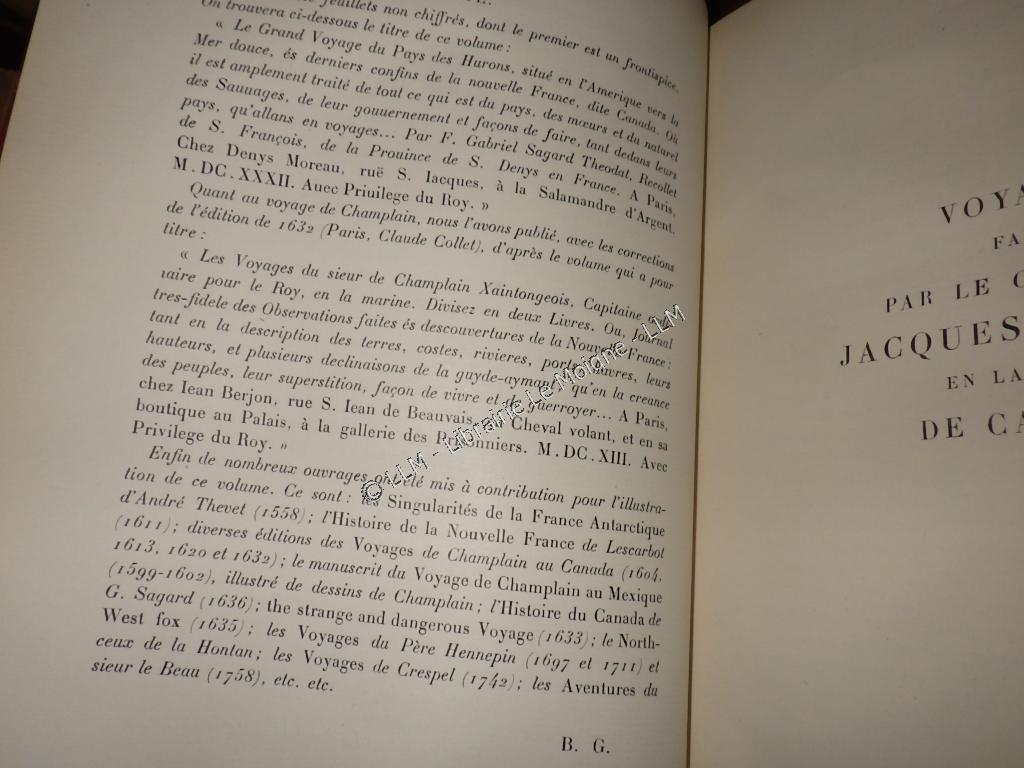 feuillets non chiffrés, dont le premier est un frontispice.
On trouvera ci-dessous le titre de ce volume :
« Le Grand Voyage du Pays des Hurons, situé en l'Amerique vers la
Mer douce, és derniers confins de la nouvelle France, dite Canada. Où
il est amplement traité de tout ce qui est du pays, des mœurs et du naturel
des Sauuages, de leur gouuernement et façons de faire, tant dedans leurs
pays, qu'allans en voyages... Par F. Gabriel Sagard Theodat, Recollet
de S. François, de la Prouince de S. Denys en France. A Paris,
Chez Denys Moreau, ruë S. Iacques, à la Salamandre d'Argent.
M. DC. XXXII. Auec Priuilege du Roy. »
Quant au voyage de Champlain, nous l'avons publié, avec les corrections
de l'édition de 1632 (Paris, Claude Collet), d'après le volume qui a pour
titre :
« Les Voyages du sieur de Champlain Xaintongeois, Capitaine
naire pour le Roy, en la marine. Divisez en deux Livres. Ou, Journal
tres-fidele des Observations faites és descouvertes de la Nouvelle France :
tant en la description des terres, costes, rivieres, ports, havres, leurs
hauteurs, et plusieurs declinaisons de la guyde-aymant ; qu'en la creance
des peuples, leur superstition, façon de vivre et de guerroyer... A Paris,
chez Iean Berjon, rue S. Iean de Beauvais, Cheval volant, et en sa
boutique au Palais, à la gallerie des Prisonniers. M. DC. XIII. Avec
Privilege du Roy. »
Enfin de nombreux ouvrages ont été mis à contribution pour l'illustra-
tion de ce volume. Ce sont : les Singularités de la France Antarctique
d'André Thevet (1558) ; l'Histoire de la Nouvelle France de Lescarbot
(1611) ; diverses éditions des Voyages de Champlain au Canada (1604,
1613, 1620 et 1632) ; le manuscrit du Voyage de Champlain au Mexique
(1599-1602), illustré de dessins de Champlain ; l'Histoire du Canada de
G. Sagard (1636) ; the strange and dangerous Voyage (1633) ; le North-
West fox (1635) ; les Voyages du Père Hennepin (1697 et 1711) et
ceux de la Hontan ; les Voyages de Crespel (1742) ; les Aventures du
sieur le Beau (1758), etc. etc.
B. G.
VOYA
FA
PAR LE C
JACQUES
EN LA
DE CA
© LLM - Librairie Le Moigne - LLM